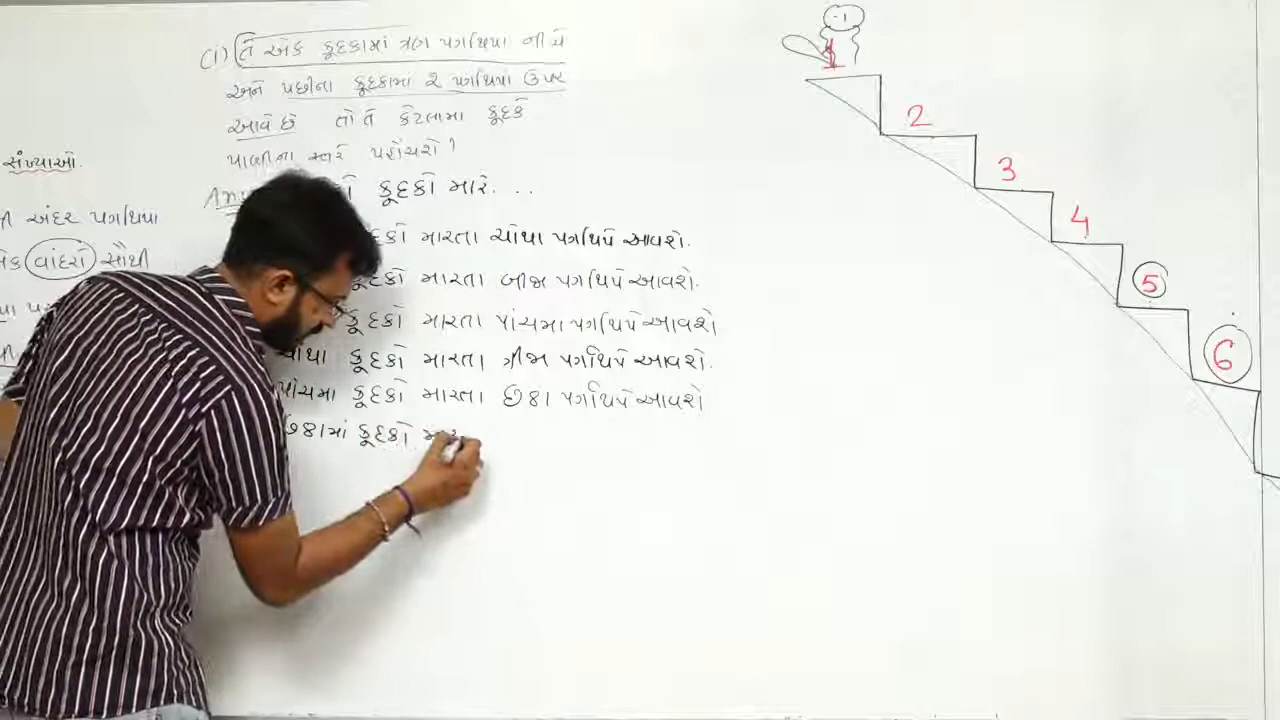 સંખ્યાઓ.
અંદર પગથિયા
વાંદરો સૌથી
(i) તે એક કૂદકામાં ત્રણ પગથિયા નીચે
અને પછીના કૂદકામા ૨ પગથિયા ઉપર
આવે છે તો તે કેટલામા કૂદકે
પાણીના સ્તરે પહોંચશે?
કૂદકો મારે. . .
કૂદકો મારતા ચોથા પગથિપે આવશે.
કૂદકો મારતા બીજા પગથિપે આવશે.
કૂદકો મારતા પાંચમા પગથિપે આવશે
ચોથા કૂદકો મારતા ત્રીજા પગથિપે આવશે.
પાંચમા કૂદકો મારતા છઠ્ઠા પગથિપે આવશે
છઠ્ઠામાં કૂદકો
-1
1
2
3
4
5
6